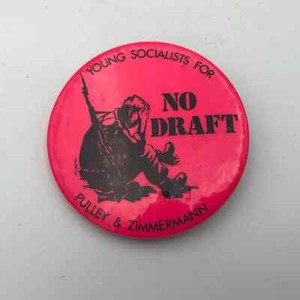 YOUNG SOCIALISTS FOR
NO
DRAFT
PULLEY & ZIMMERMANN